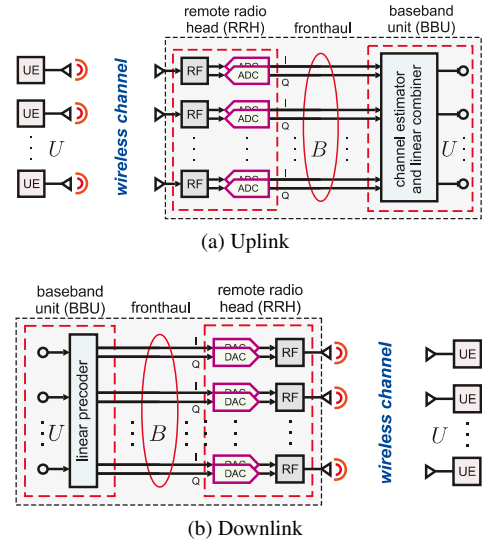 remote radio
head (RRH)
fronthaul
baseband
unit (BBU)
UE
RF
ADC
ADC
I
Q
UE
RF
ADC
ADC
I
Q
U
wireless channel
B
channel estimator
and linear combiner
U
UE
RF
ADC
ADC
I
Q
(a) Uplink
baseband
unit (BBU)
fronthaul
remote radio
head (RRH)
linear precoder
I
Q
DAC
DAC
RF
UE
I
Q
DAC
DAC
RF
UE
U
B
wireless channel
U
I
Q
DAC
DAC
RF
UE
(b) Downlink